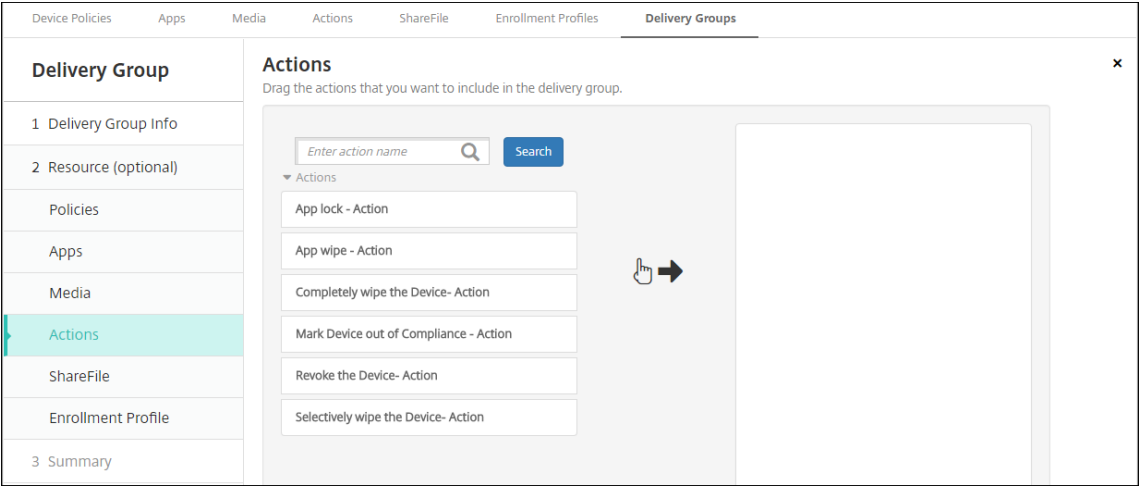 Device Policies Apps Media Actions ShareFile Enrollment Profiles Delivery Groups
Delivery Group
1 Delivery Group Info
2 Resource (optional)
Policies
Apps
Media
Actions
ShareFile
Enrollment Profile
3 Summary
Actions
Drag the actions that you want to include in the delivery group.
Enter action name Search
Actions
App lock - Action
App wipe - Action
Completely wipe the Device- Action
Mark Device out of Compliance - Action
Revoke the Device- Action
Selectively wipe the Device- Action